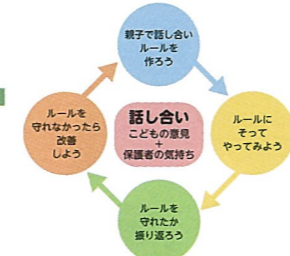 親子で話し合い
ルールを
作ろう
ルールに
そって
やってみよう
ルールを
守れたか
振り返ろう
ルールを
守れなかったら
改善
しよう
話し合い
こどもの意見
+
保護者の気持ち